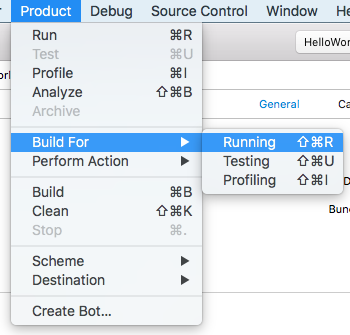 Product Debug Source Control Window He
Run ⌘R
HelloWor
Test ⌘U
Profile ⌘I
Analyze ⇧⌘B
General Ca
Archive
Build For ▶ Running ⇧⌘R
Perform Action ▶ Testing ⇧⌘U
Profiling ⇧⌘I
Build ⌘B
Clean ⇧⌘K
Bun
Stop ⌘.
Scheme ▶
Destination ▶
Create Bot...